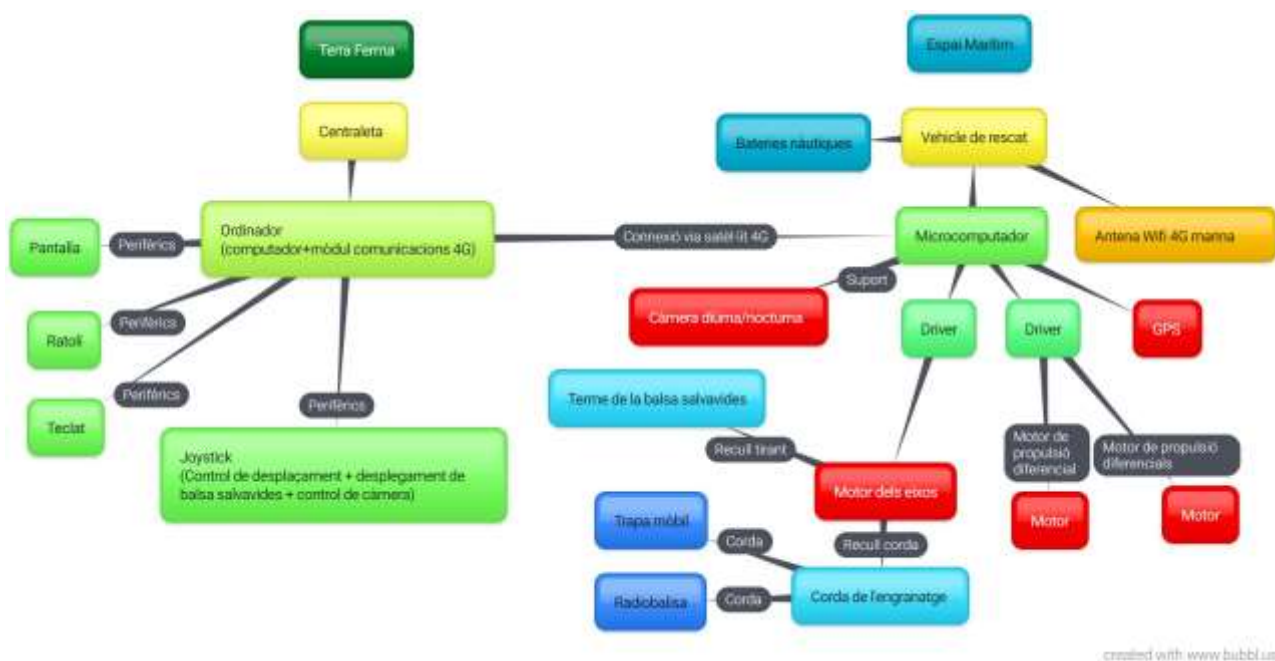 Terra Ferma
Espai Marítim
Centraleta
Bateries nàutiques
Vehicle de rescat
Pantalla
Perifèrics
Ordinador
(computador+mòdul comunicacions 4G)
Connexió via satèl·lit 4G
Microcomputador
Antena Wifi 4G marina
Suport
Càmera diurna/nocturna
Driver
Driver
GPS
Ratolí
Perifèrics
Teclat
Perifèrics
Perifèrics
Joystick
(Control de desplaçament + desplegament de
balsa salvavides + control de càmera)
Terme de la balsa salvavides
Recull tirant
Motor dels eixos
Motor de
propulsió
diferencial
Motor de propulsió
diferencials
Motor
Motor
Trapa mòbil
Corda
Recull corda
Radiobalisa
Corda
Corda de l'engranatge
created with www.bubbl.us